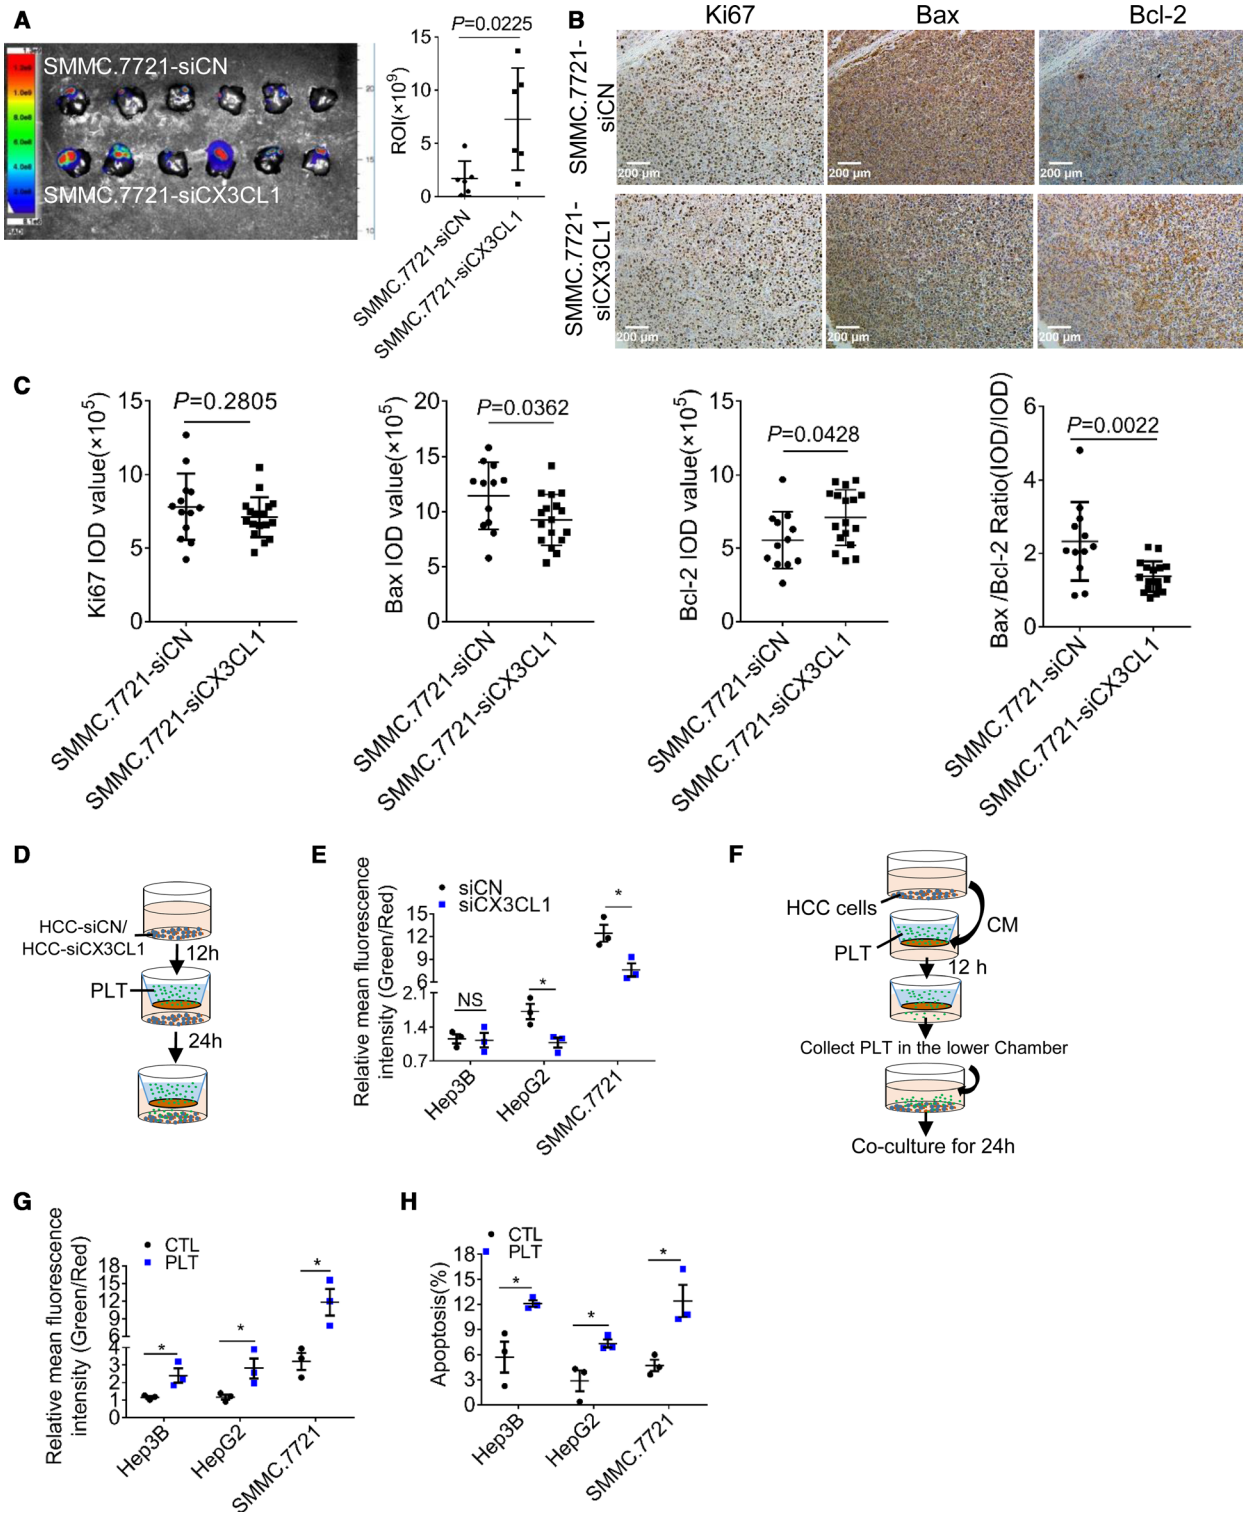 A
SMMC.7721-siCN
SMMC.7721-siCX3CL1
20
15
10
P=0.0225
ROI(×10⁹)
15
10
5
0
SMMC.7721-siCN
SMMC.7721-siCX3CL1
B
Ki67
Bax
Bcl-2
SMMC.7721-
siCN
200 µm
200 µm
200 µm
SMMC.7721-
siCX3CL1
200 µm
200 µm
200 µm
C
Ki67 IOD value(×10⁵)
15
10
5
0
P=0.2805
SMMC.7721-siCN
SMMC.7721-siCX3CL1
Bax IOD value(×10⁵)
20
15
10
5
0
P=0.0362
SMMC.7721-siCN
SMMC.7721-siCX3CL1
Bcl-2 IOD value(×10⁵)
15
10
5
0
P=0.0428
SMMC.7721-siCN
SMMC.7721-siCX3CL1
Bax /Bcl-2 Ratio(IOD/IOD)
6
4
2
0
P=0.0022
SMMC.7721-siCN
SMMC.7721-siCX3CL1
D
HCC-siCN/
HCC-siCX3CL1
12h
PLT
24h
E
Relative mean fluorescence
intensity (Green/Red)
siCN
siCX3CL1
15
12
9
6
2.1
1.4
0.7
NS
*
*
Hep3B
HepG2
SMMC.7721
F
HCC cells
CM
PLT
12 h
Collect PLT in the lower Chamber
Co-culture for 24h
G
Relative mean fluorescence
intensity (Green/Red)
CTL
PLT
18
15
12
9
6
4
3
2
1
0
*
*
*
Hep3B
HepG2
SMMC.7721
H
Apoptosis(%)
CTL
PLT
18
15
12
9
6
3
0
*
*
*
Hep3B
HepG2
SMMC.7721